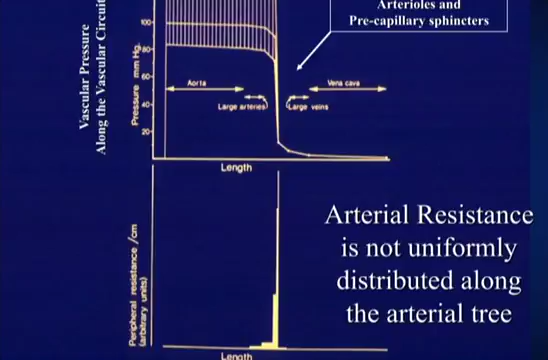 Arterioles and
Pre-capillary sphincters
Vascular Pressure
Along the Vascular Circuit
Pressure mm Hg.
100
80
60
40
20
Aorta
Vena cava
Large arteries
Large veins
Length
Arterial Resistance
is not uniformly
distributed along
the arterial tree
Peripheral resistance /cm
(arbitrary units)
Length